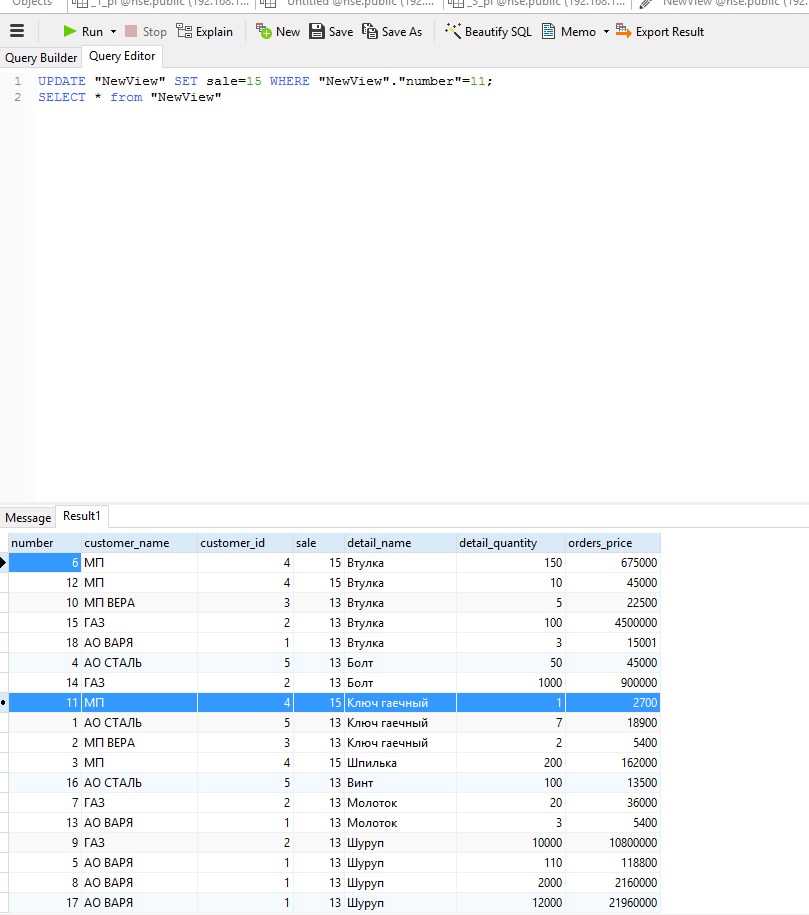 Objects _1_pf @nse.public (192.168.1... Untitled @nse.public (192.... _3_pf @nse.public (192.168.1... NewView @nse.public (192.
Run Stop Explain New Save Save As Beautify SQL Memo Export Result
Query Builder Query Editor
1 UPDATE "NewView" SET sale=15 WHERE "NewView"."number"=11;
2 SELECT * from "NewView"
Message Result1
number customer_name customer_id sale detail_name detail_quantity orders_price
6 МП 4 15 Втулка 150 675000
12 МП 4 15 Втулка 10 45000
10 МП ВЕРА 3 13 Втулка 5 22500
15 ГАЗ 2 13 Втулка 100 4500000
18 АО ВАРЯ 1 13 Втулка 3 15001
4 АО СТАЛЬ 5 13 Болт 50 45000
14 ГАЗ 2 13 Болт 1000 900000
11 МП 4 15 Ключ гаечный 1 2700
1 АО СТАЛЬ 5 13 Ключ гаечный 7 18900
2 МП ВЕРА 3 13 Ключ гаечный 2 5400
3 МП 4 15 Шпилька 200 162000
16 АО СТАЛЬ 5 13 Винт 100 13500
7 ГАЗ 2 13 Молоток 20 36000
13 АО ВАРЯ 1 13 Молоток 3 5400
9 ГАЗ 2 13 Шуруп 10000 10800000
5 АО ВАРЯ 1 13 Шуруп 110 118800
8 АО ВАРЯ 1 13 Шуруп 2000 2160000
17 АО ВАРЯ 1 13 Шуруп 12000 21960000